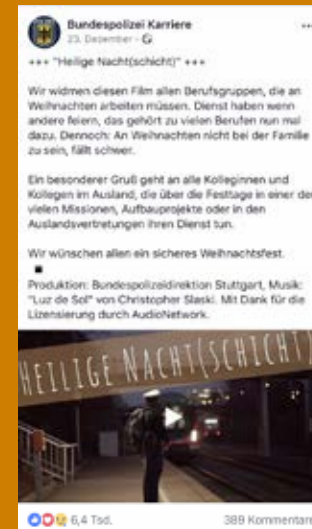 Bundespolizei Karriere
23. Dezember ·
+++ "Heilige Nacht(schicht)" +++
Wir widmen diesen Film allen Berufsgruppen, die an
Weihnachten arbeiten müssen. Dienst haben wenn
andere feiern, das gehört zu vielen Berufen nun mal
dazu. Dennoch: An Weihnachten nicht bei der Familie
zu sein, fällt schwer.
Ein besonderer Gruß geht an alle Kolleginnen und
Kollegen im Ausland, die über die Festtage in einer der
vielen Missionen, Aufbauprojekte oder in den
Auslandsvertretungen ihren Dienst tun.
Wir wünschen allen ein sicheres Weihnachtsfest.
Produktion: Bundespolizeidirektion Stuttgart, Musik:
"Luz de Sol" von Christopher Slaski. Mit Dank für die
Lizensierung durch AudioNetwork.
HEILIGE NACHT(SCHICHT)
6,4 Tsd.
389 Kommentare